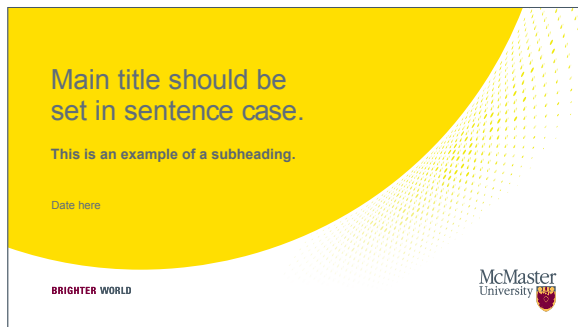 Main title should be
set in sentence case.
This is an example of a subheading.
Date here
BRIGHTER WORLD
McMaster
University